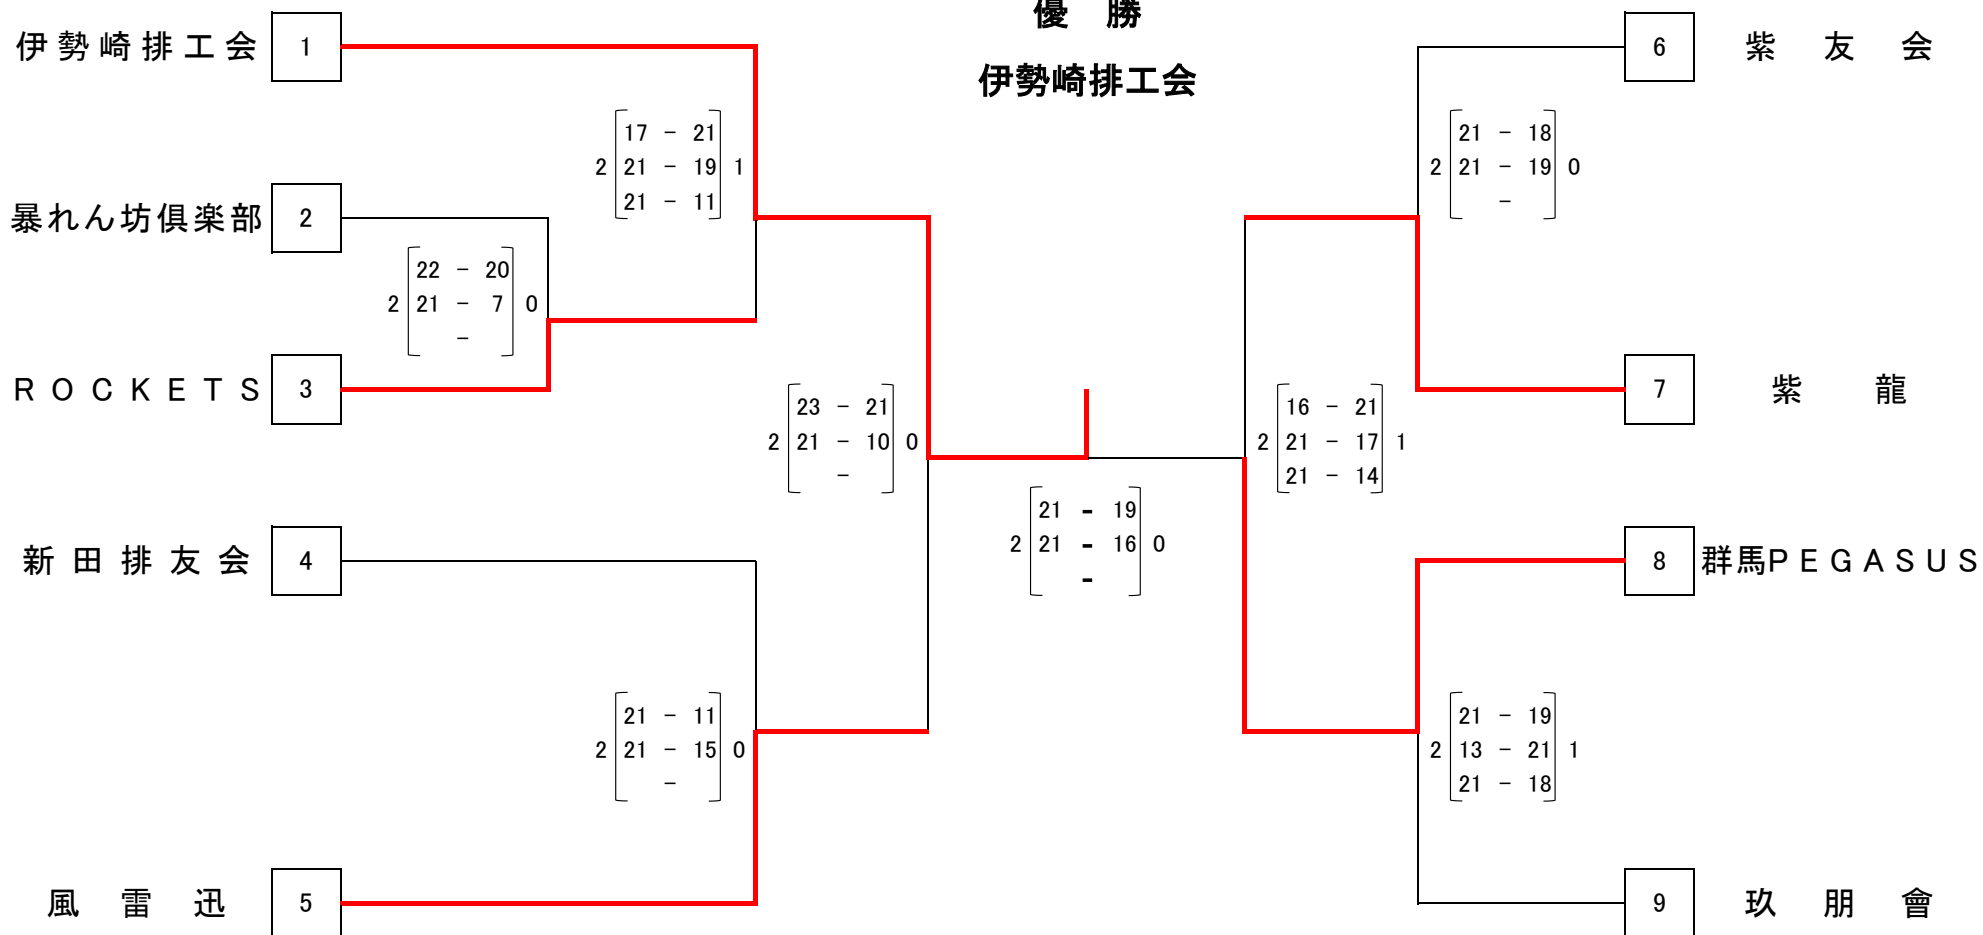 優　勝
伊勢崎排工会
伊勢崎排工会 1
17 － 21
2 21 － 19 1
21 － 11
暴れん坊倶楽部 2
22 － 20
2 21 － 7 0
－
ＲＯＣＫＥＴＳ 3
23 － 21
2 21 － 10 0
－
新田排友会 4
21 － 11
2 21 － 15 0
－
風雷迅 5
21 - 19
2 21 - 16 0
-
6 紫友会
21 － 18
2 21 － 19 0
－
7 紫龍
16 － 21
2 21 － 17 1
21 － 14
8 群馬ＰＥＧＡＳＵＳ
21 － 19
2 13 － 21 1
21 － 18
9 玖朋會